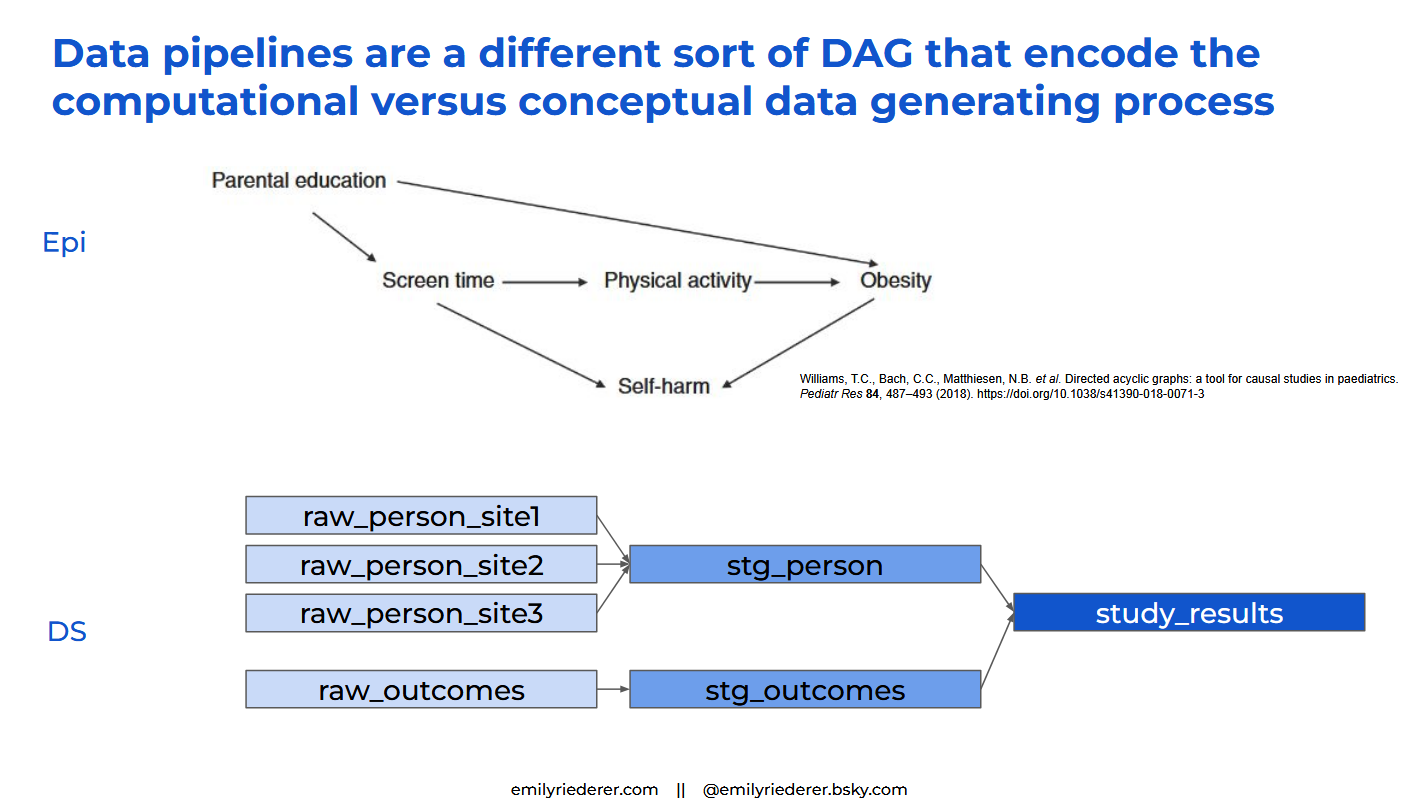 Data pipelines are a different sort of DAG that encode the
computational versus conceptual data generating process
Epi
Parental education
Screen time
Physical activity
Obesity
Self-harm
Williams, T.C., Bach, C.C., Matthiesen, N.B. et al. Directed acyclic graphs: a tool for causal studies in paediatrics.
Pediatr Res 84, 487–493 (2018). https://doi.org/10.1038/s41390-018-0071-3
DS
raw_person_site1
raw_person_site2
raw_person_site3
raw_outcomes
stg_person
stg_outcomes
study_results
emilyriederer.com || @emilyriederer.bsky.com